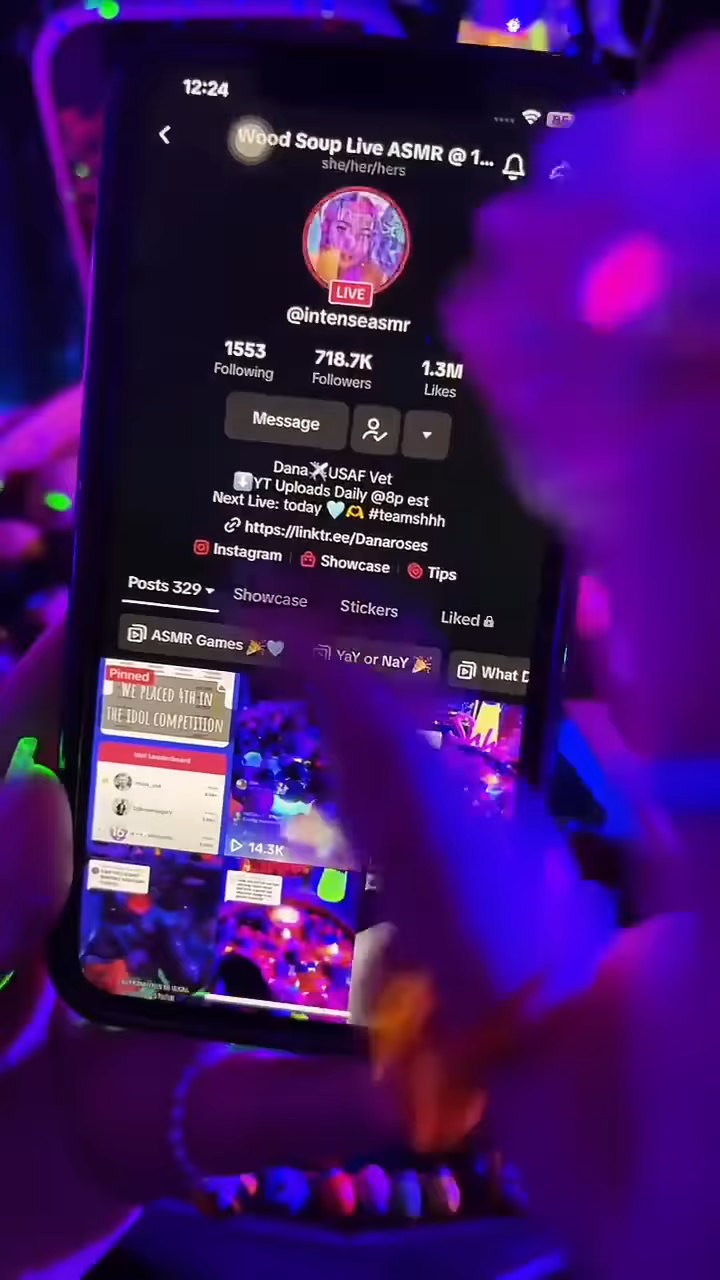 12:24
85
Wood Soup Live ASMR @ 1...
she/her/hers
LIVE
@intenseasmr
1553 718.7K 1.3M
Following Followers Likes
Message
Dana✈️USAF Vet
⬇️YT Uploads Daily @8p est
Next Live: today 🩵🫶 #teamshhh
https://linktr.ee/Danaroses
Instagram Showcase Tips
Posts 329 Showcase Stickers Liked
ASMR Games 🎉🩵 YaY or NaY 🎉 What D
Pinned
WE PLACED 4TH IN
THE IDOL COMPETITION
Idol Leaderboard
14.3K